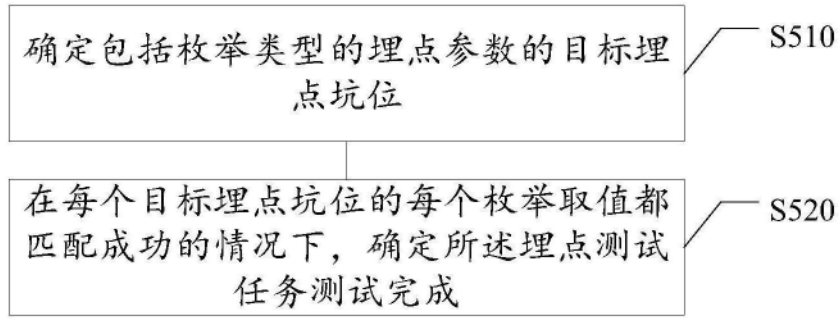 确定包括枚举类型的埋点参数的目标埋
点坑位
S510
在每个目标埋点坑位的每个枚举取值都
匹配成功的情况下，确定所述埋点测试
任务测试完成
S520